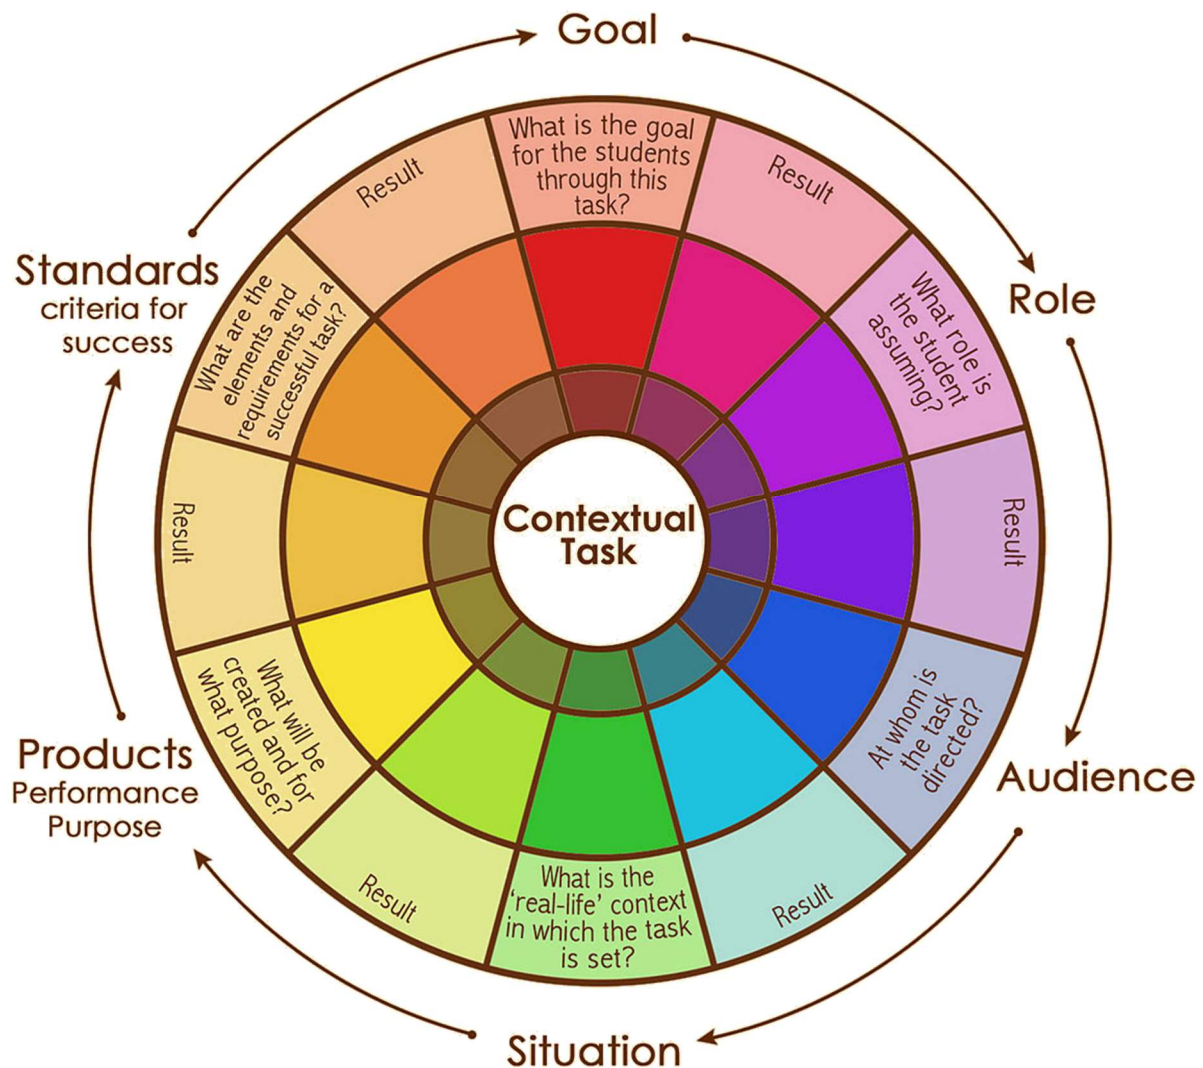 Goal
What is the goal
for the students
through this
task?
Result
Role
What role is
the student
assuming?
Result
Audience
At whom is
the task
directed?
Result
Situation
What is the
'real-life' context
in which the task
is set?
Result
Products
Performance
Purpose
What will be
created and for
what purpose?
Result
Standards
criteria for
success
What are the
elements and
requirements for a
successful task?
Result
Contextual
Task